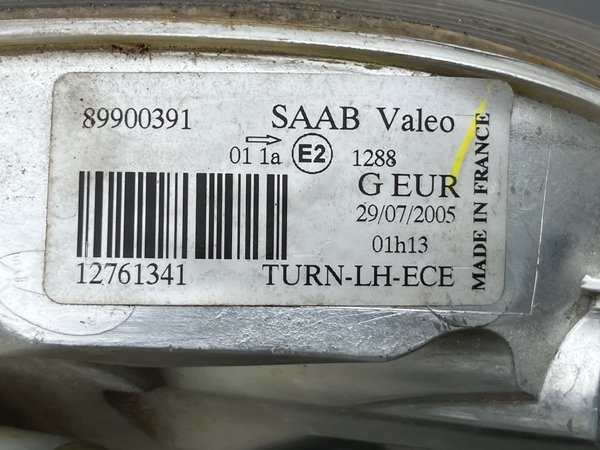 89900391 SAAB Valeo
01 1a E2 1288
G EUR
29/07/2005
01h13
12761341 TURN-LH-ECE
MADE IN FRANCE